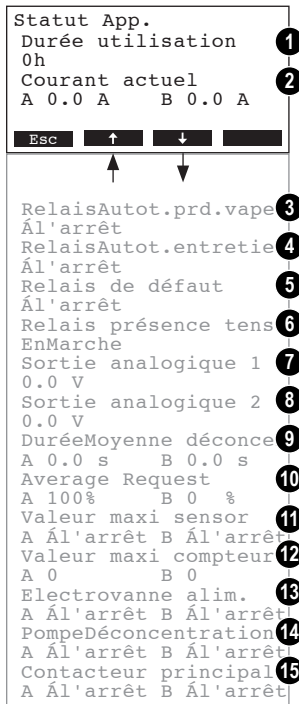 Statut App.
Durée utilisation 1
0h
Courant actuel 2
A 0.0 A B 0.0 A
Esc ↑ ↓
RelaisAutot.prd.vape 3
Ál'arrêt
RelaisAutot.entretie 4
Ál'arrêt
Relais de défaut 5
Ál'arrêt
Relais présence tens 6
EnMarche
Sortie analogique 1 7
0.0 V
Sortie analogique 2 8
0.0 V
DuréeMoyenne déconce 9
A 0.0 s B 0.0 s
Average Request 10
A 100% B 0 %
Valeur maxi sensor 11
A Ál'arrêt B Ál'arrêt
Valeur maxi compteur 12
A 0 B 0
Electrovanne alim. 13
A Ál'arrêt B Ál'arrêt
PompeDéconcentration 14
A Ál'arrêt B Ál'arrêt
Contacteur principal 15
A Ál'arrêt B Ál'arrêt